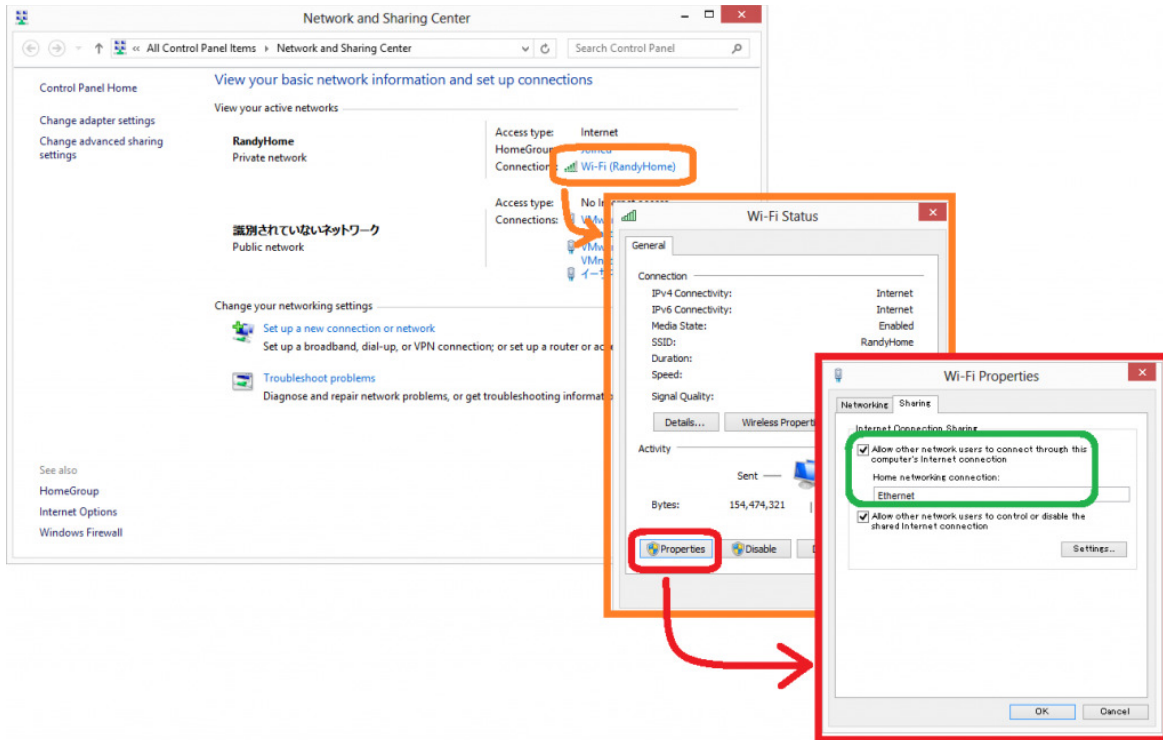 Network and Sharing Center
« All Control Panel Items › Network and Sharing Center
Search Control Panel
Control Panel Home
Change adapter settings
Change advanced sharing
settings
See also
HomeGroup
Internet Options
Windows Firewall
View your basic network information and set up connections
View your active networks
RandyHome
Private network
Access type: Internet
HomeGroup: Joined
Connections: Wi-Fi (RandyHome)
識別されていないネットワーク
Public network
Access type: No Internet access
Connections:
Change your networking settings
Set up a new connection or network
Set up a broadband, dial-up, or VPN connection; or set up a router or
Troubleshoot problems
Diagnose and repair network problems, or get troubleshooting
Wi-Fi Status
General
Connection
IPv4 Connectivity: Internet
IPv6 Connectivity: Internet
Media State: Enabled
SSID: RandyHome
Duration:
Speed:
Signal Quality:
Details... Wireless
Activity
Sent
Bytes: 154,474,321
Properties Disable
Wi-Fi Properties
Networking Sharing
Internet Connection Sharing
Allow other network users to connect through this
computer's Internet connection
Home networking connection:
Ethernet
Allow other network users to control or disable the
shared Internet connection
Settings...
OK Cancel